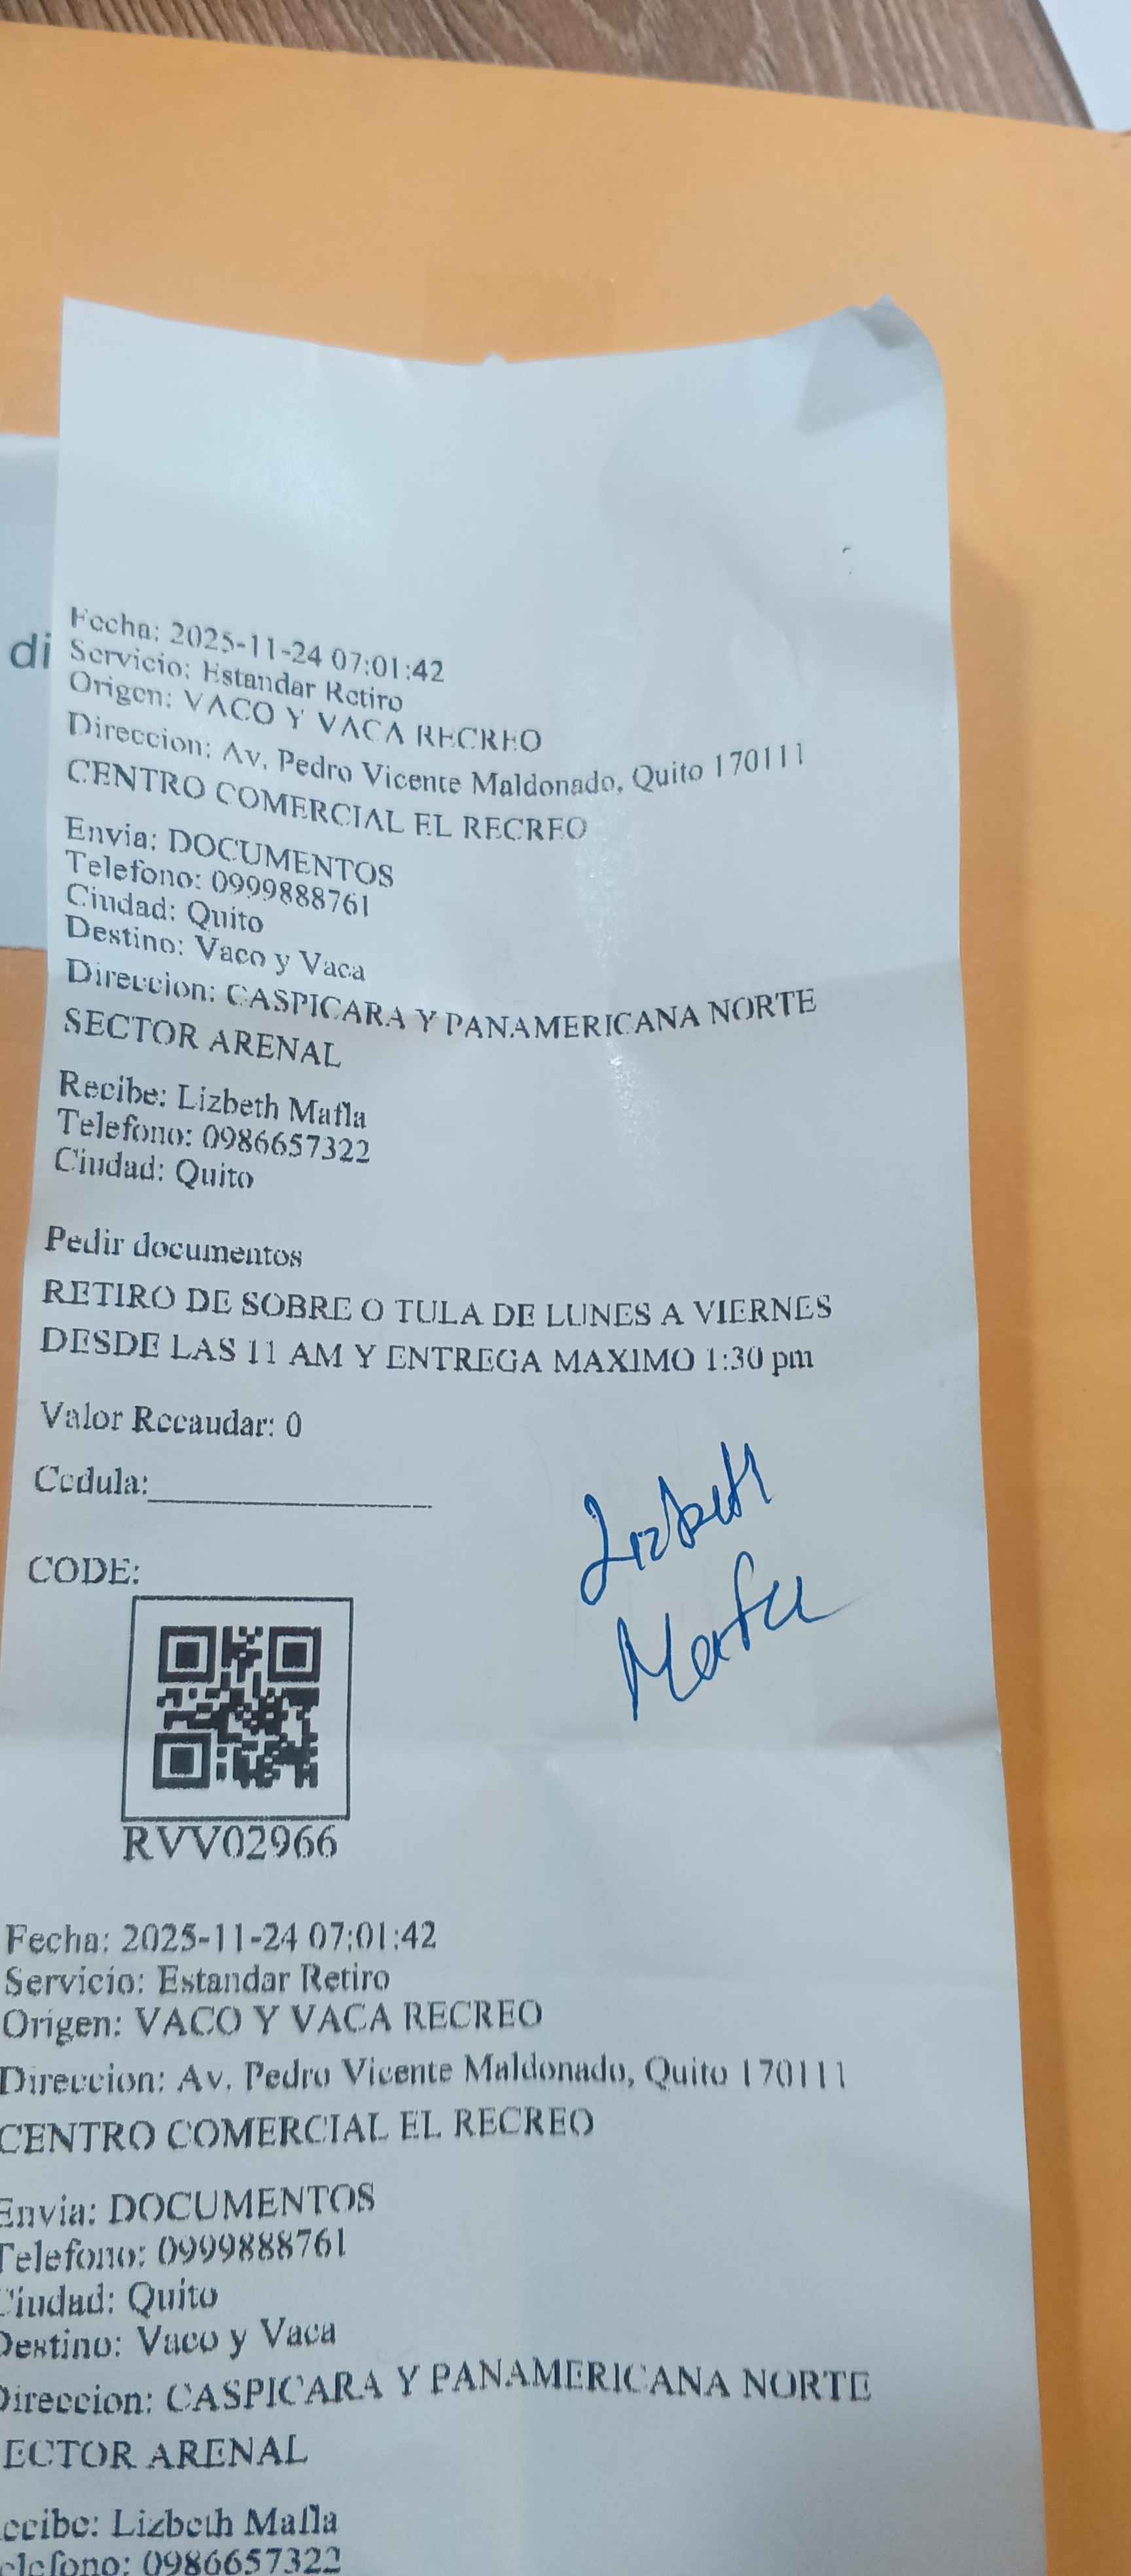 di
Fecha: 2025-11-24 07:01:42
Servicio: Estandar Retiro
Origen: VACO Y VACA RECREO
Direccion: Av. Pedro Vicente Maldonado, Quito 170111
CENTRO COMERCIAL EL RECREO
Envia: DOCUMENTOS
Telefono: 0999888761
Ciudad: Quito
Destino: Vaco y Vaca
Direccion: CASPICARA Y PANAMERICANA NORTE
SECTOR ARENAL
Recibe: Lizbeth Mafla
Telefono: 0986657322
Ciudad: Quito
Pedir documentos
RETIRO DE SOBRE O TULA DE LUNES A VIERNES
DESDE LAS 11 AM Y ENTREGA MAXIMO 1:30 pm
Valor Recaudar: 0
Cedula:
Lizbeth
Mafla
CODE:
RVV02966
Fecha: 2025-11-24 07:01:42
Servicio: Estandar Retiro
Origen: VACO Y VACA RECREO
Direccion: Av. Pedro Vicente Maldonado, Quito 170111
CENTRO COMERCIAL EL RECREO
Envia: DOCUMENTOS
Telefono: 0999888761
Ciudad: Quito
Destino: Vaco y Vaca
Direccion: CASPICARA Y PANAMERICANA NORTE
ECTOR ARENAL
ecibe: Lizbeth Mafla
elefono: 0986657322